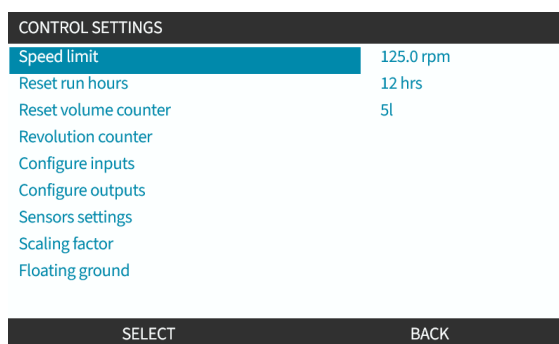 CONTROL SETTINGS
Speed limit 125.0 rpm
Reset run hours 12 hrs
Reset volume counter 5l
Revolution counter
Configure inputs
Configure outputs
Sensors settings
Scaling factor
Floating ground
SELECT BACK